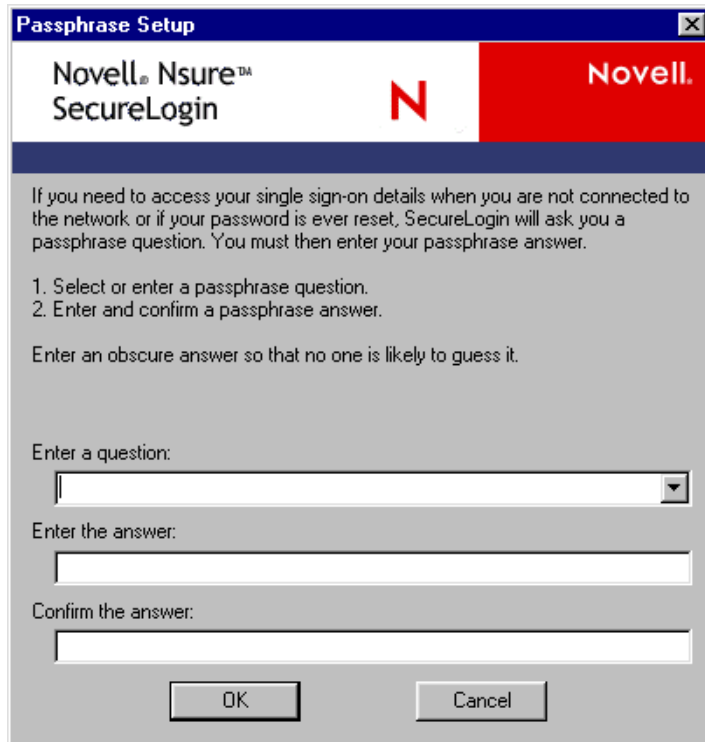 Passphrase Setup
Novell® Nsure™
SecureLogin
N
Novell.
If you need to access your single sign-on details when you are not connected to
the network or if your password is ever reset, SecureLogin will ask you a
passphrase question. You must then enter your passphrase answer.
1. Select or enter a passphrase question.
2. Enter and confirm a passphrase answer.
Enter an obscure answer so that no one is likely to guess it.
Enter a question:
Enter the answer:
Confirm the answer:
OK
Cancel